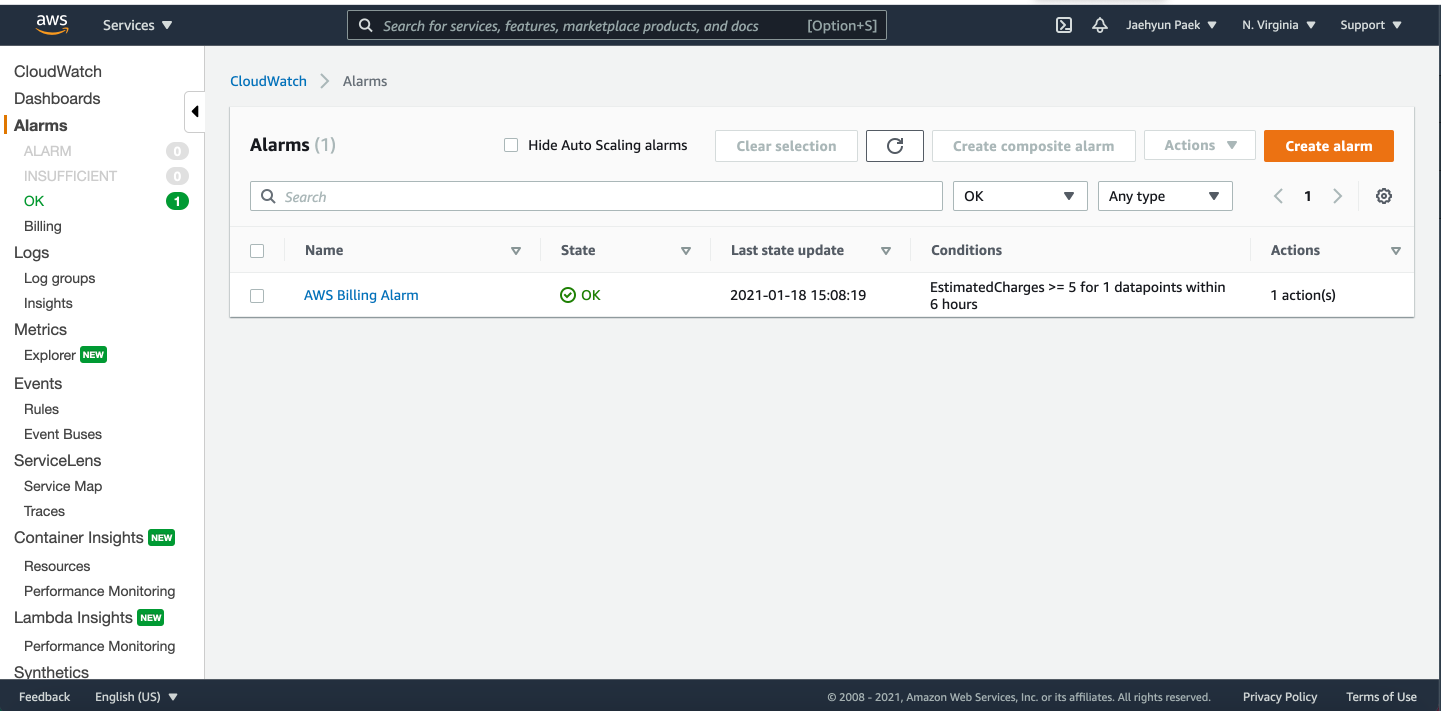 aws
Services
Search for services, features, marketplace products, and docs [Option+S]
Jaehyun Paek
N. Virginia
Support
CloudWatch
Dashboards
Alarms
ALARM 0
INSUFFICIENT 0
OK 1
Billing
Logs
Log groups
Insights
Metrics
Explorer NEW
Events
Rules
Event Buses
ServiceLens
Service Map
Traces
Container Insights NEW
Resources
Performance Monitoring
Lambda Insights NEW
Performance Monitoring
Synthetics
CloudWatch Alarms
Alarms (1)
Hide Auto Scaling alarms
Clear selection
Create composite alarm
Actions
Create alarm
Search
OK
Any type
1
Name State Last state update Conditions Actions
AWS Billing Alarm OK 2021-01-18 15:08:19 EstimatedCharges >= 5 for 1 datapoints within
6 hours
1 action(s)
Feedback English (US) © 2008 - 2021, Amazon Web Services, Inc. or its affiliates. All rights reserved. Privacy Policy Terms of Use